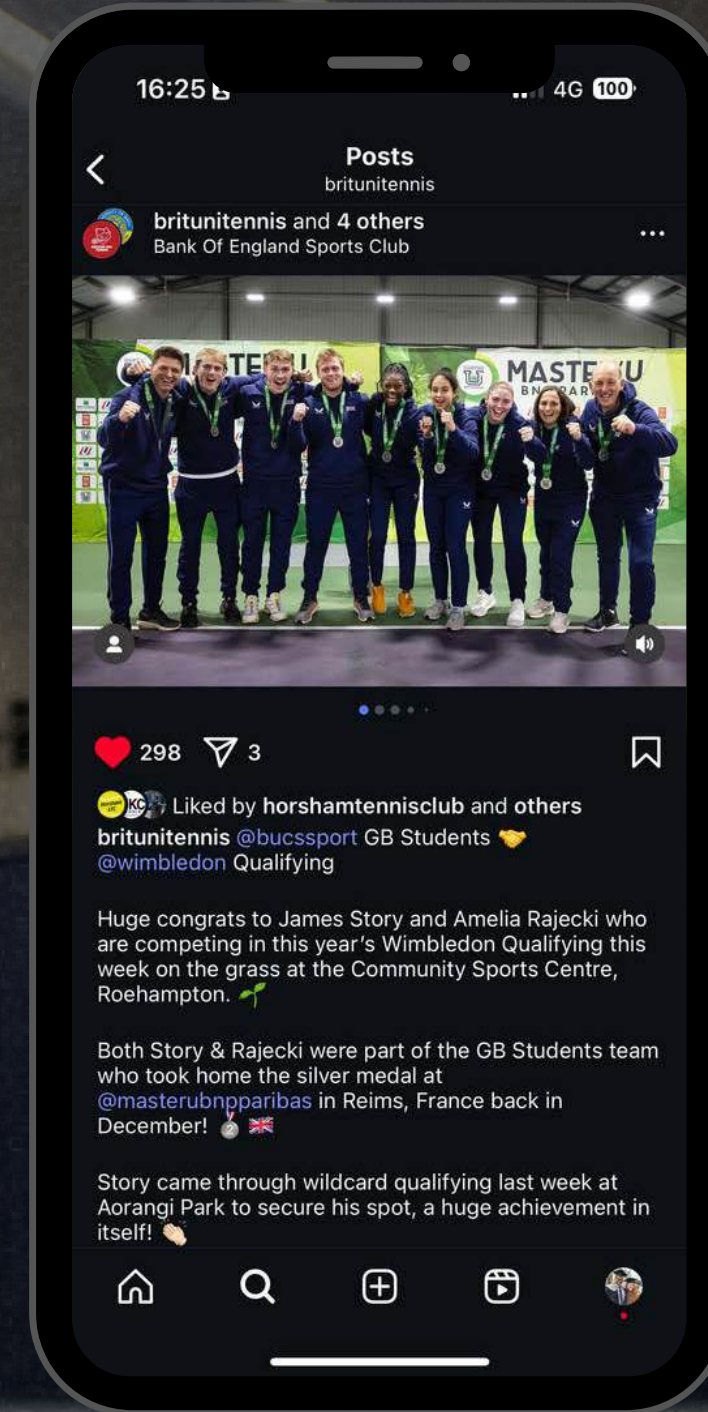 16:25
4G 100
Posts
britunitennis
britunitennis and 4 others
Bank Of England Sports Club
MASTER U
MASTER'U
BNP PAR
298 3
KC Liked by horshamtennisclub and others
britunitennis @bucssport GB Students 🤝
@wimbledon Qualifying
Huge congrats to James Story and Amelia Rajecki who
are competing in this year's Wimbledon Qualifying this
week on the grass at the Community Sports Centre,
Roehampton. 🌱
Both Story & Rajecki were part of the GB Students team
who took home the silver medal at
@masterubnpparibas in Reims, France back in
December! 🥈 🇬🇧
Story came through wildcard qualifying last week at
Aorangi Park to secure his spot, a huge achievement in
itself! 👏🏻